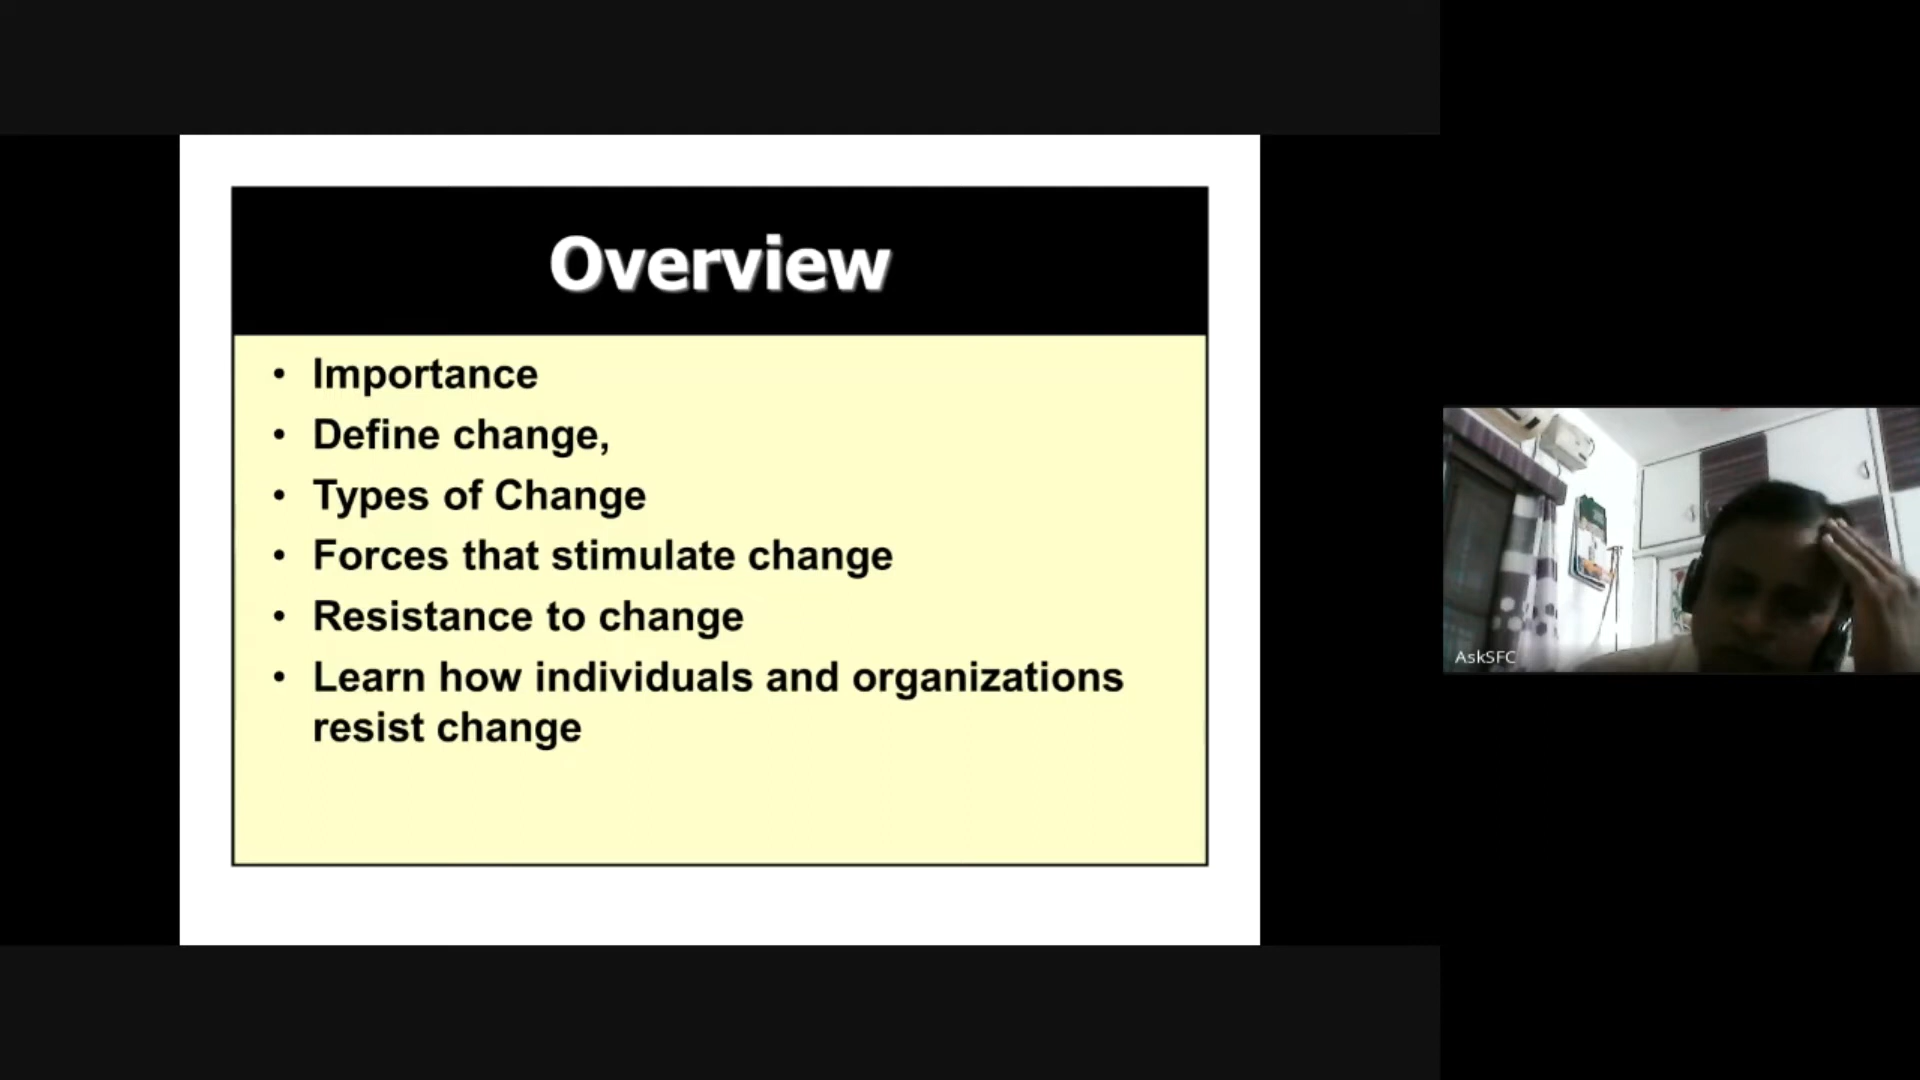 Overview
• Importance
• Define change,
• Types of Change
• Forces that stimulate change
• Resistance to change
• Learn how individuals and organizations
resist change
AskSFC